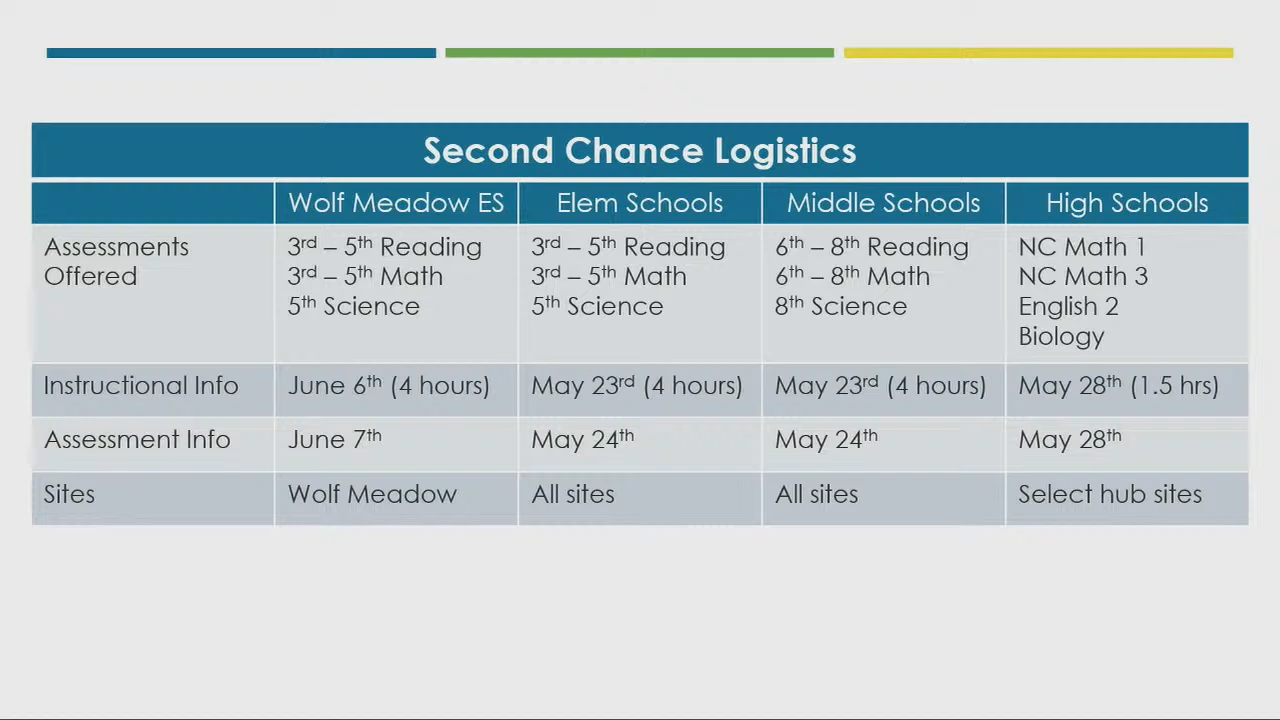 Second Chance Logistics
Wolf Meadow ES Elem Schools Middle Schools High Schools
Assessments 3rd – 5th Reading 3rd – 5th Reading 6th – 8th Reading NC Math 1
Offered 3rd – 5th Math 3rd – 5th Math 6th – 8th Math NC Math 3
5th Science 5th Science 8th Science English 2
Biology
Instructional Info June 6th (4 hours) May 23rd (4 hours) May 23rd (4 hours) May 28th (1.5 hrs)
Assessment Info June 7th May 24th May 24th May 28th
Sites Wolf Meadow All sites All sites Select hub sites